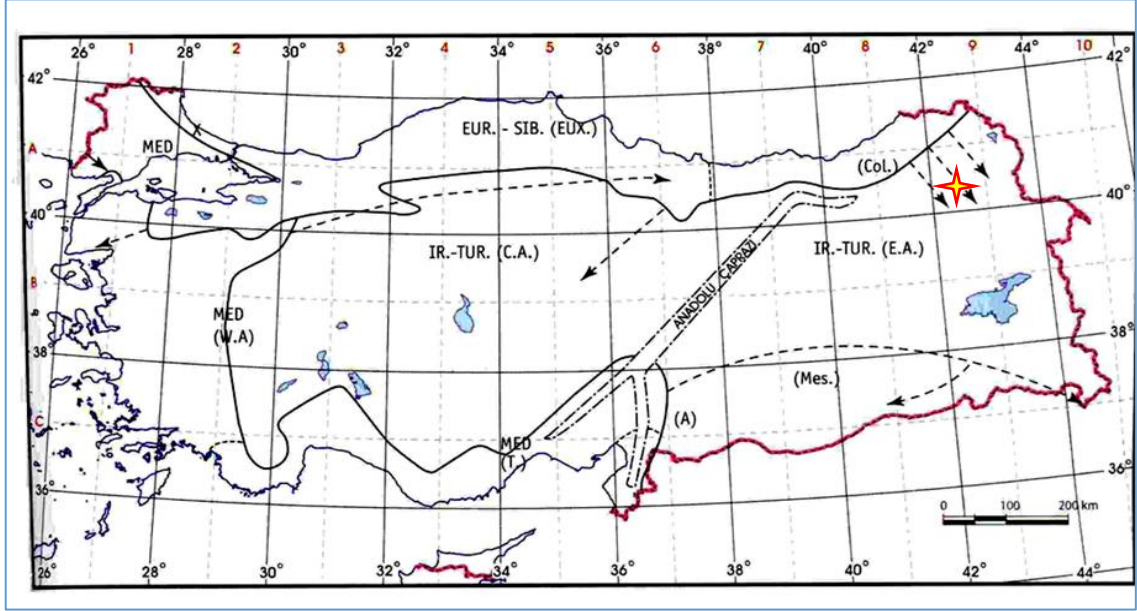 26° 1 28° 2 30° 3 32° 4 34° 5 36° 6 38° 7 40° 8 42° 9 44° 10 42°
42°
EUR. - SIB. (EUX.)
A
MED
X
(Col.)
40°
40°
IR.-TUR. (C.A.)
IR.-TUR. (E.A.)
ANADOLU ÇAPRAZI
B
MED
(W.A)
38°
38°
(Mes.)
C
(A)
MED
(T.)
36°
36°
0 100 200 km
26° 28° 30° 32° 34° 36° 38° 40° 42° 44°